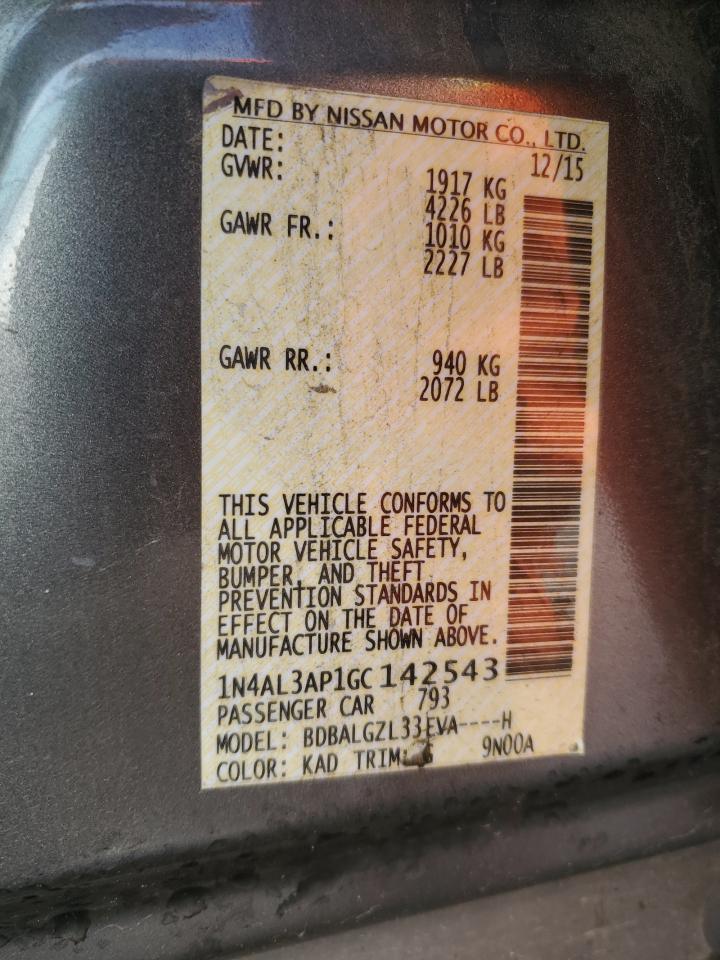 MFD BY NISSAN MOTOR CO., LTD.
DATE: 12/15
GVWR: 1917 KG
4226 LB
GAWR FR.: 1010 KG
2227 LB
GAWR RR.: 940 KG
2072 LB
THIS VEHICLE CONFORMS TO
ALL APPLICABLE FEDERAL
MOTOR VEHICLE SAFETY,
BUMPER, AND THEFT
PREVENTION STANDARDS IN
EFFECT ON THE DATE OF
MANUFACTURE SHOWN ABOVE.
1N4AL3AP1GC142543
PASSENGER CAR 793
MODEL: BDBALGZL33EVA----H
COLOR: KAD TRIM: G 9N00A